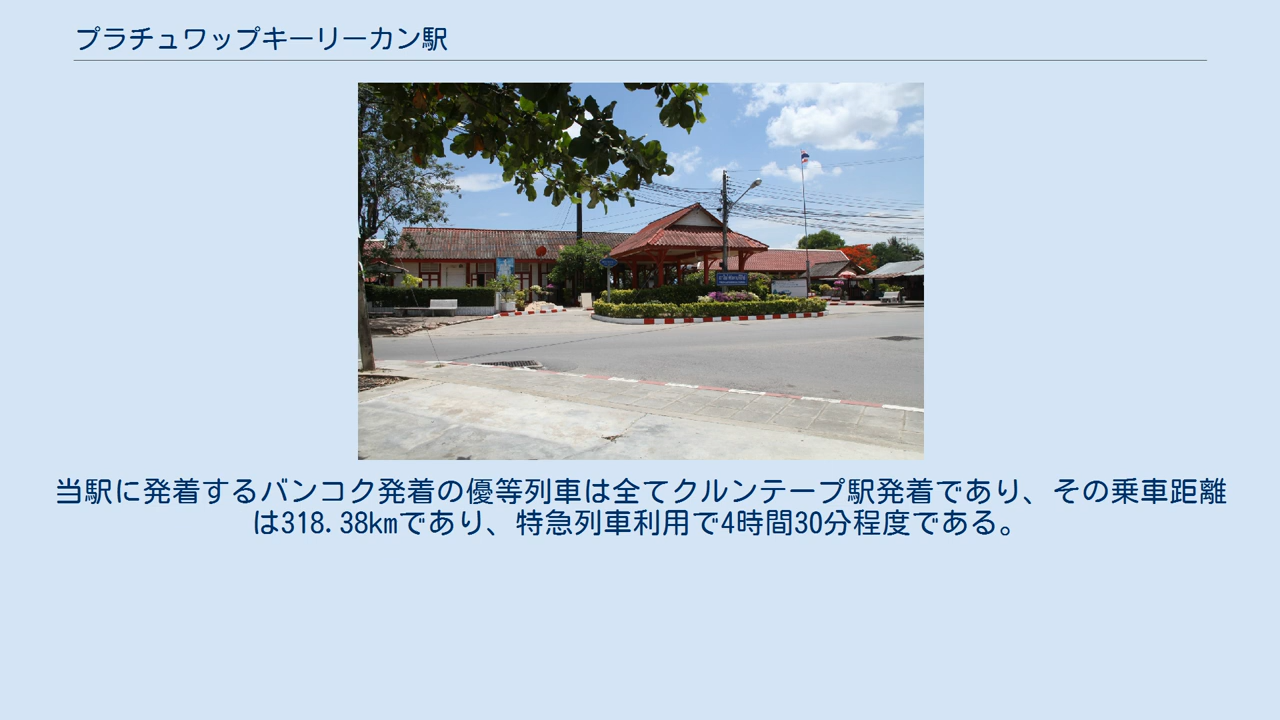 プラチュワップキーリーカン駅
当駅に発着するバンコク発着の優等列車は全てクルンテープ駅発着であり、その乗車距離
は318.38kmであり、特急列車利用で4時間30分程度である。